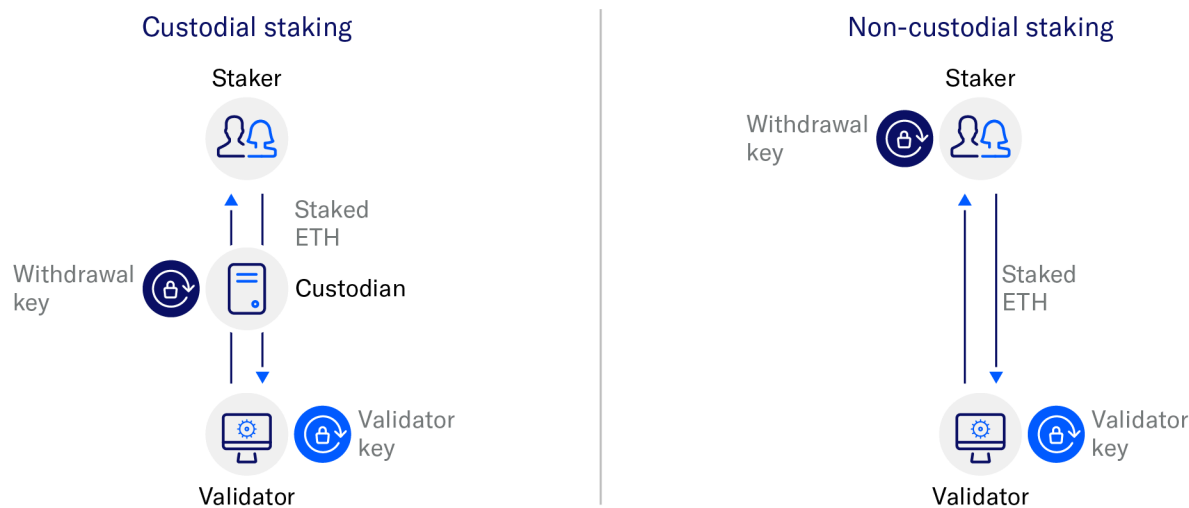 Custodial staking
Staker
Staked
ETH
Withdrawal
key
Custodian
Validator
key
Validator
Non-custodial staking
Staker
Withdrawal
key
Staked
ETH
Validator
key
Validator